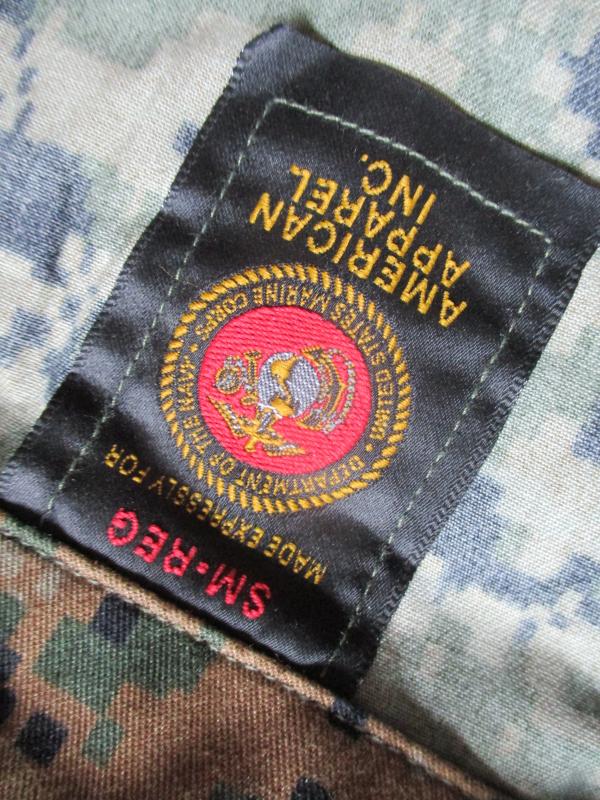 SM-REG
MADE EXPRESSLY FOR
DEPARTMENT OF THE NAVY
UNITED STATES MARINE CORPS
AMERICAN
APPAREL,
INC.